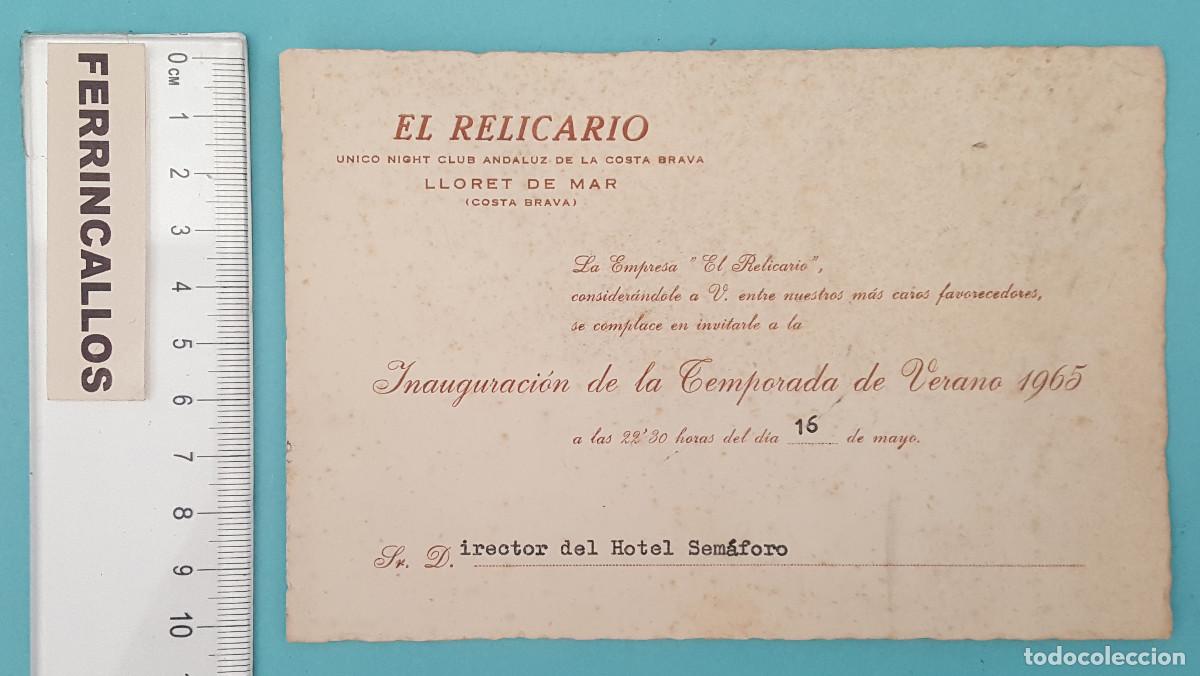 FERRINCALLOS
0 CM
1
2
3
4
5
6
7
8
9
10
EL RELICARIO
UNICO NIGHT CLUB ANDALUZ DE LA COSTA BRAVA
LLORET DE MAR
(COSTA BRAVA)
La Empresa "El Relicario",
considerándole a V. entre nuestros más caros favorecedores,
se complace en invitarle a la
Inauguración de la Temporada de Verano 1965
a las 22'30 horas del día 16 de mayo.
Sr. D. irector del Hotel Semáforo
todocoleccion